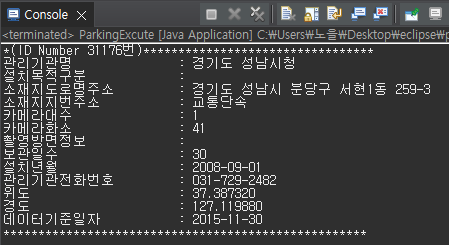 Console
<terminated> ParkingExcute [Java Application] C:₩Users₩노을₩Desktop₩eclipse₩p
*(ID Number 31176번)*******************************
관리기관명 : 경기도 성남시청
설치목적구분 :
소재지도로명주소 : 경기도 성남시 분당구 서현1동 259-3
소재지지번주소 : 교통단속
카메라대수 : 1
카메라화소 : 41
촬영방면정보 :
보관일수 : 30
설치년월 : 2008-09-01
관리기관전화번호 : 031-729-2482
위도 : 37.387320
경도 : 127.119880
데이터기준일자 : 2015-11-30
**************************************************